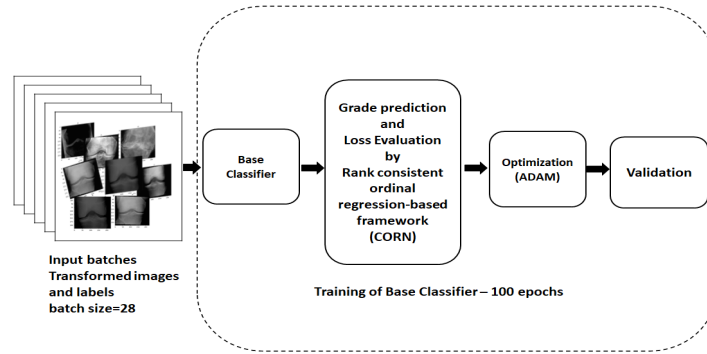 Base
Classifier
Grade prediction
and
Loss Evaluation
by
Rank consistent
ordinal
regression-based
framework
(CORN)
Optimization
(ADAM)
Validation
Input batches
Transformed images
and labels
batch size=28
Training of Base Classifier – 100 epochs